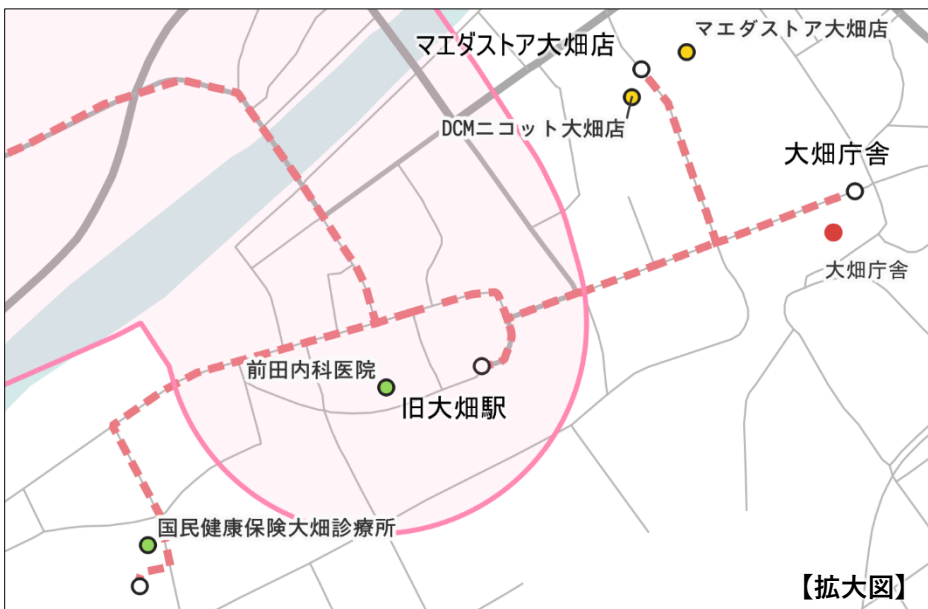 マエダストア大畑店
マエダストア大畑店
DCMニコット大畑店
大畑庁舎
大畑庁舎
前田内科医院
旧大畑駅
国民健康保険大畑診療所
【拡大図】